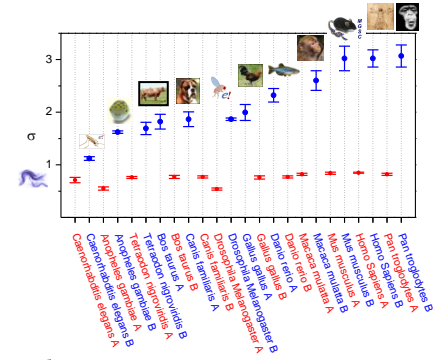 M
G
S
C
3
2
1
σ
Caenorhabditis elegans A
Caenorhabditis elegans B
Anopheles gambiae A
Anopheles gambiae B
Tetraodon nigroviridis A
Tetraodon nigroviridis B
Bos taurus A
Bos taurus B
Canis familiaris A
Canis familiaris B
Drosophila Melanogaster A
Drosophila Melanogaster B
Gallus gallus A
Gallus gallus B
Danio rerio A
Danio rerio B
Macaca mulatta A
Macaca mulatta B
Mus musculus A
Mus musculus B
Homo Sapiens A
Homo Sapiens B
Pan troglodytes A
Pan troglodytes B